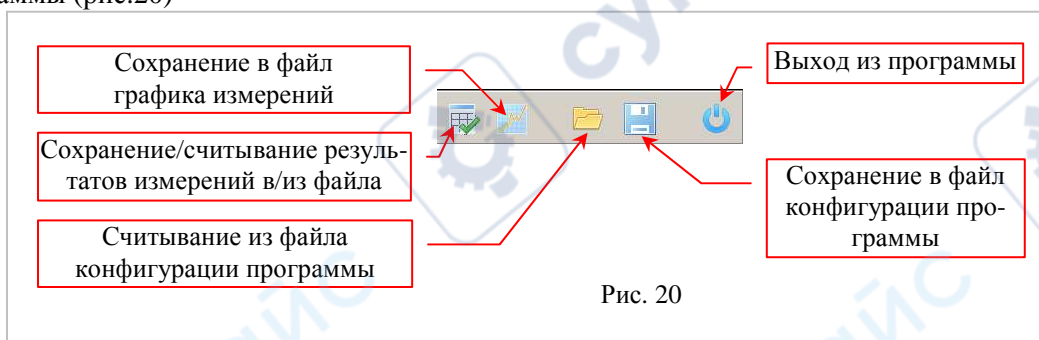 аммы (рис.20)
Сохранение в файл
графика измерений
Выход из программы
Сохранение/считывание резуль-
татов измерений в/из файла
Сохранение в файл
конфигурации про-
граммы
Считывание из файла
конфигурации программы
Рис. 20